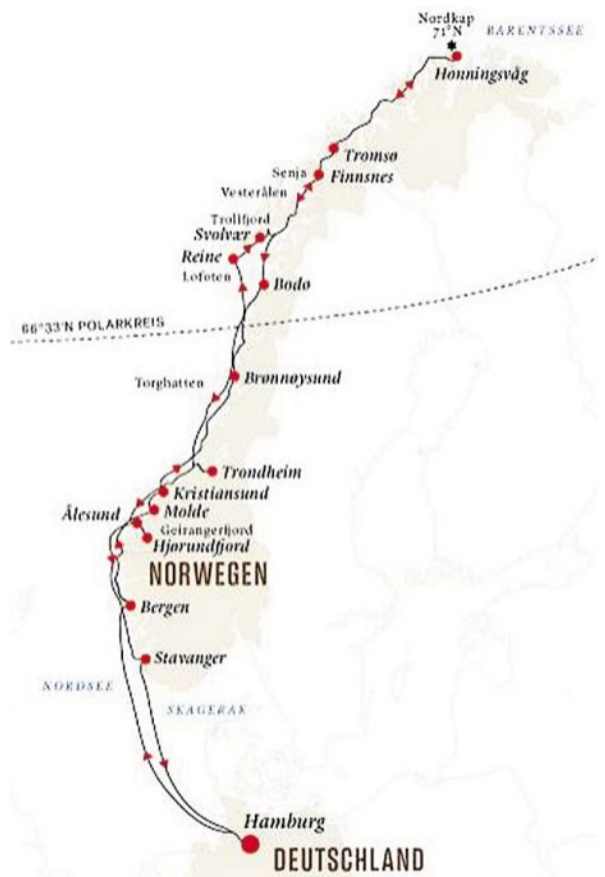 Nordkap
71°N
BARENTSSEE
Honningsvåg
Tromsø
Senja
Finnsnes
Vesterålen
Trollfjord
Svolvær
Reine
Lofoten
Bodø
66°33'N POLARKREIS
Torghatten
Brønnøysund
Trondheim
Kristiansund
Ålesund
Molde
Geirangerfjord
Hjørundfjord
NORWEGEN
Bergen
Stavanger
NORDSEE
SKAGERAK
Hamburg
DEUTSCHLAND